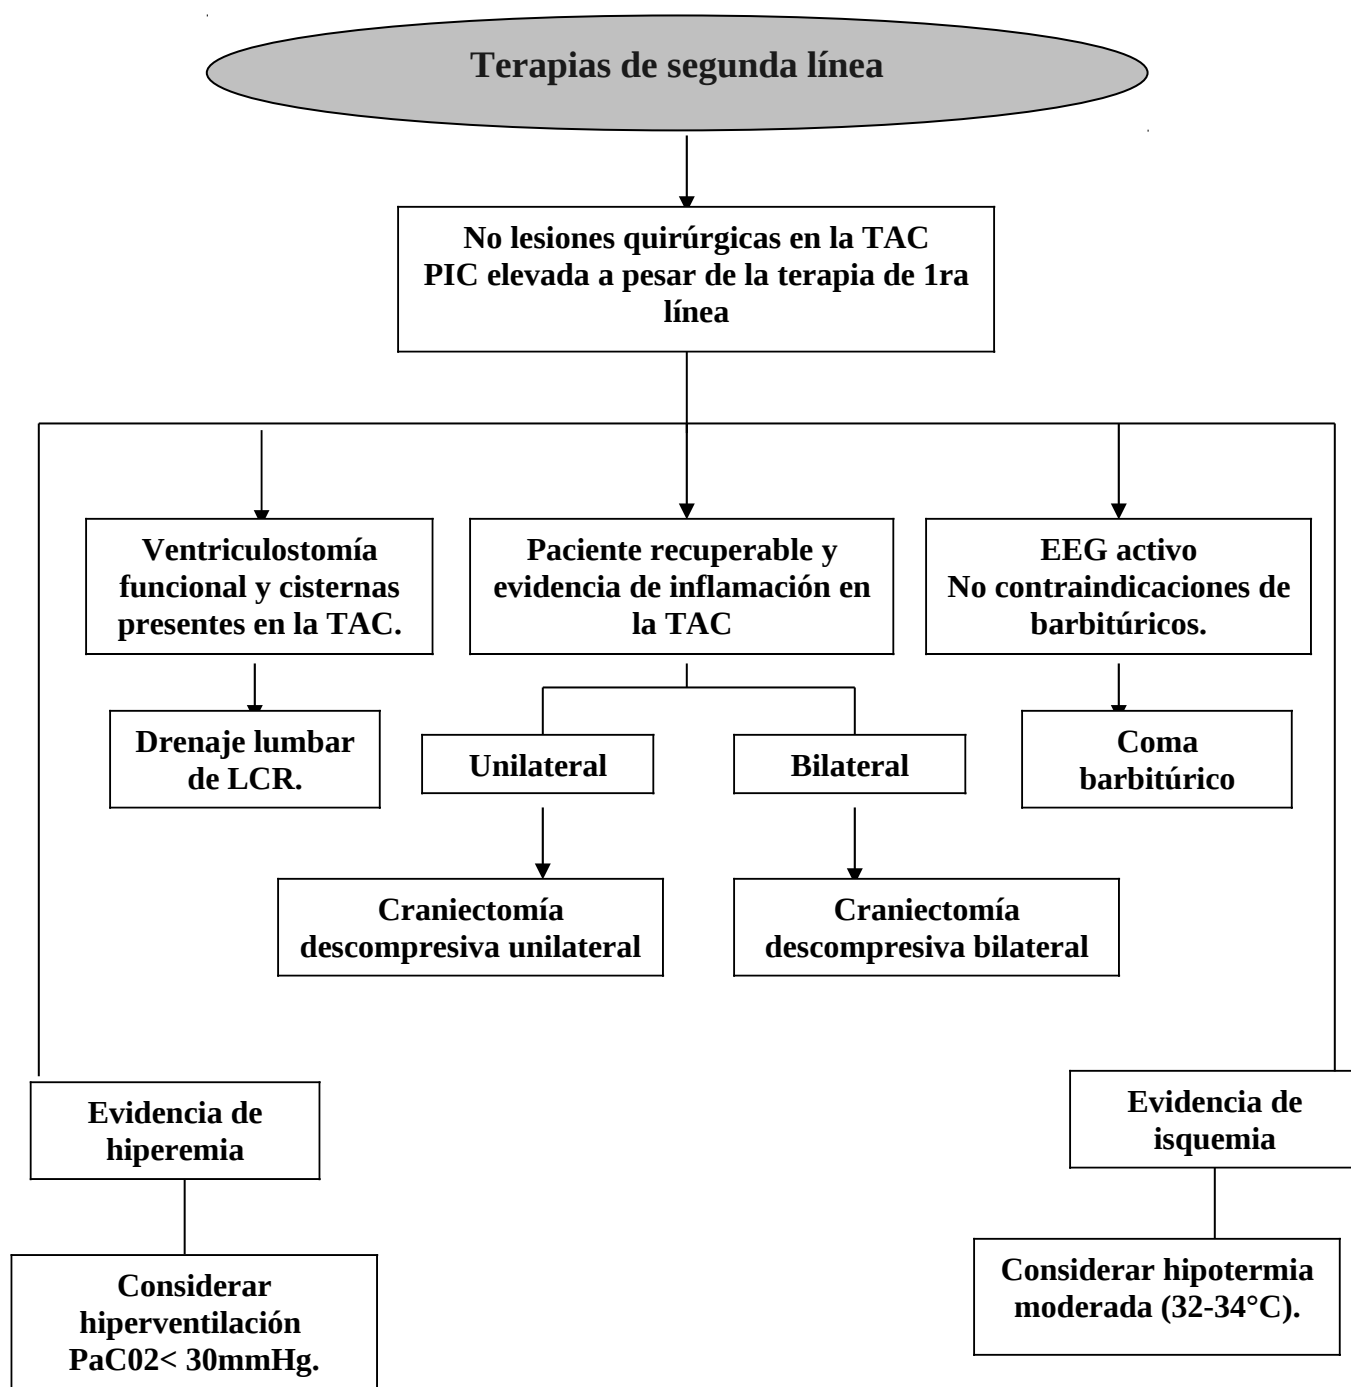 Terapias de segunda línea
No lesiones quirúrgicas en la TAC
PIC elevada a pesar de la terapia de 1ra
línea
Ventriculostomía
funcional y cisternas
presentes en la TAC.
Paciente recuperable y
evidencia de inflamación en
la TAC
EEG activo
No contraindicaciones de
barbitúricos.
Drenaje lumbar
de LCR.
Unilateral
Bilateral
Coma
barbitúrico
Craniectomía
descompresiva unilateral
Craniectomía
descompresiva bilateral
Evidencia de
hiperemia
Evidencia de
isquemia
Considerar
hiperventilación
PaC02< 30mmHg.
Considerar hipotermia
moderada (32-34°C).